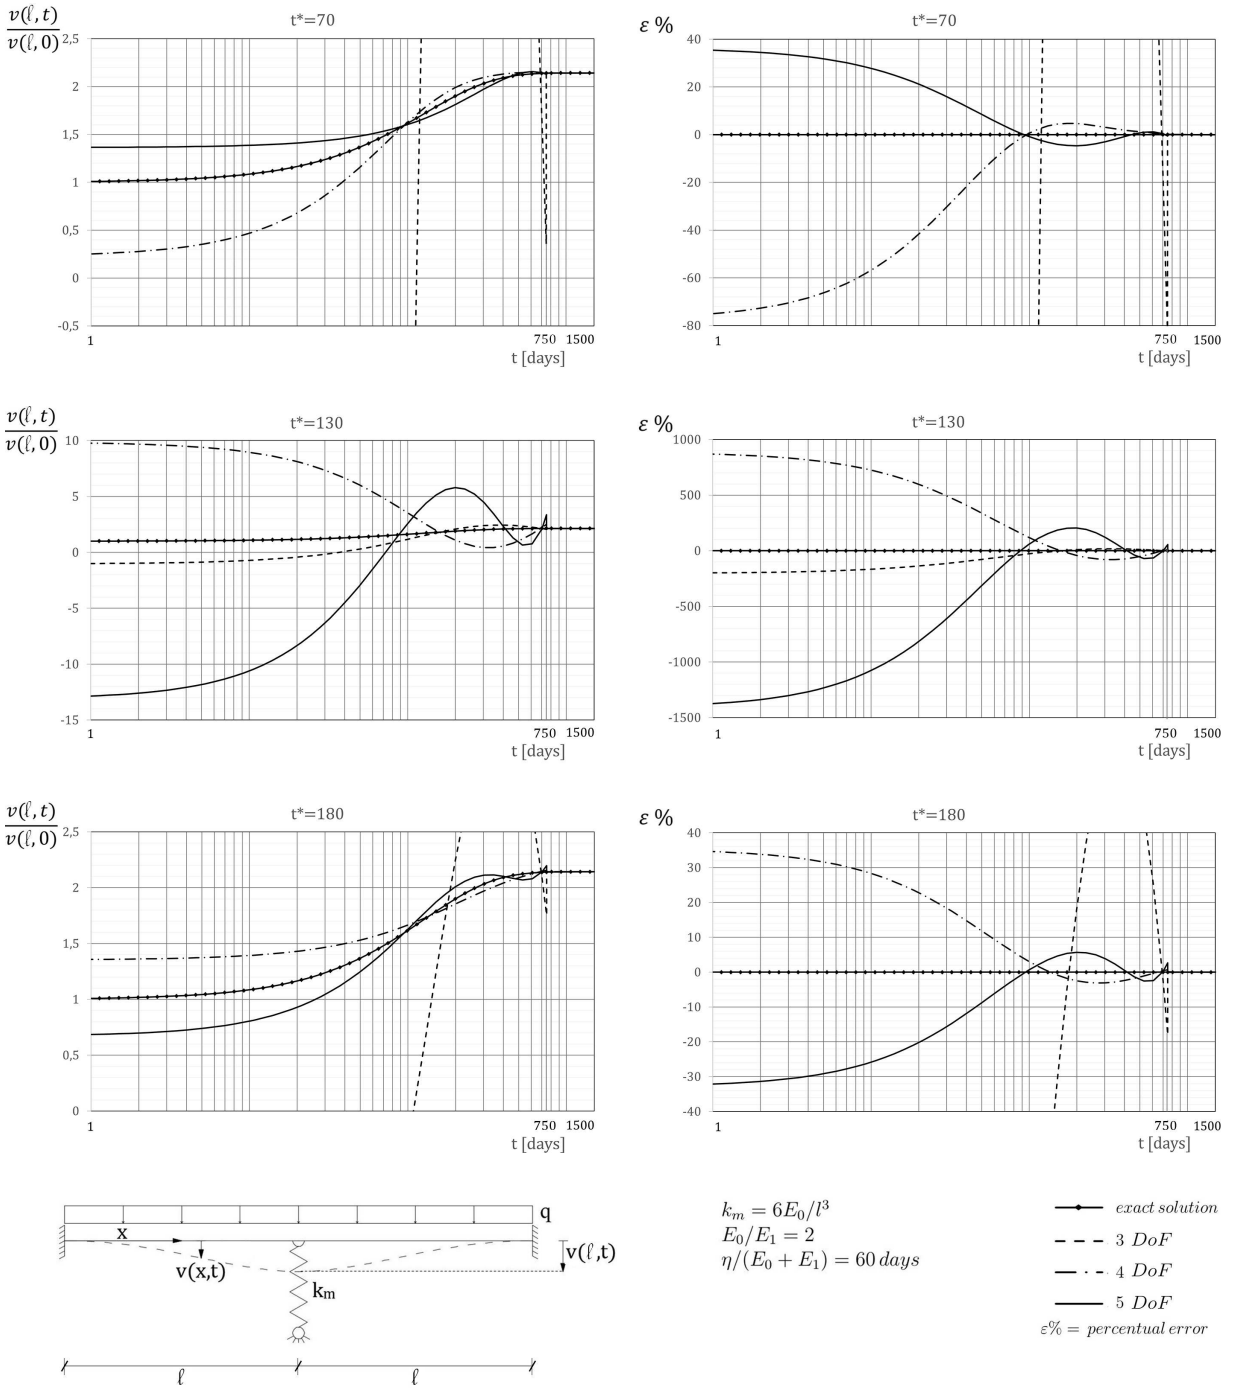 v(ℓ,t)
v(ℓ,0)
t*=70
2,5
2
1,5
1
0,5
0
-0,5
1
750
1500
t [days]
ε %
t*=70
40
20
0
-20
-40
-60
-80
1
750
1500
t [days]
v(ℓ,t)
v(ℓ,0)
t*=130
10
5
0
-5
-10
-15
1
750
1500
t [days]
ε %
t*=130
1000
500
0
-500
-1000
-1500
1
750
1500
t [days]
v(ℓ,t)
v(ℓ,0)
t*=180
2,5
2
1,5
1
0,5
0
1
750
1500
t [days]
ε %
t*=180
40
30
20
10
0
-10
-20
-30
-40
1
750
1500
t [days]
q
x
v(x,t)
v(ℓ,t)
kₘ
ℓ
ℓ
kₘ = 6E₀/l³
E₀/E₁ = 2
η/(E₀ + E₁) = 60 days
exact solution
3 DoF
4 DoF
5 DoF
ε% = percentual error